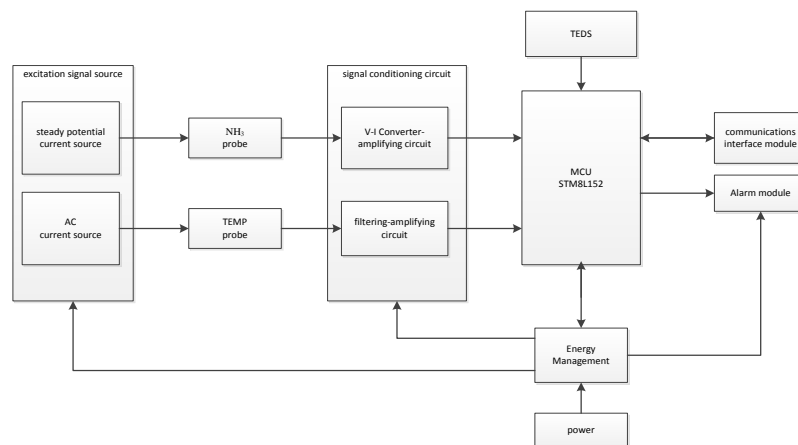 TEDS
excitation signal source
signal conditioning circuit
steady potential
current source
NH₃
probe
V-I Converter-
amplifying circuit
MCU
STM8L152
communications
interface module
Alarm module
AC
current source
TEMP
probe
filtering-amplifying
circuit
Energy
Management
power